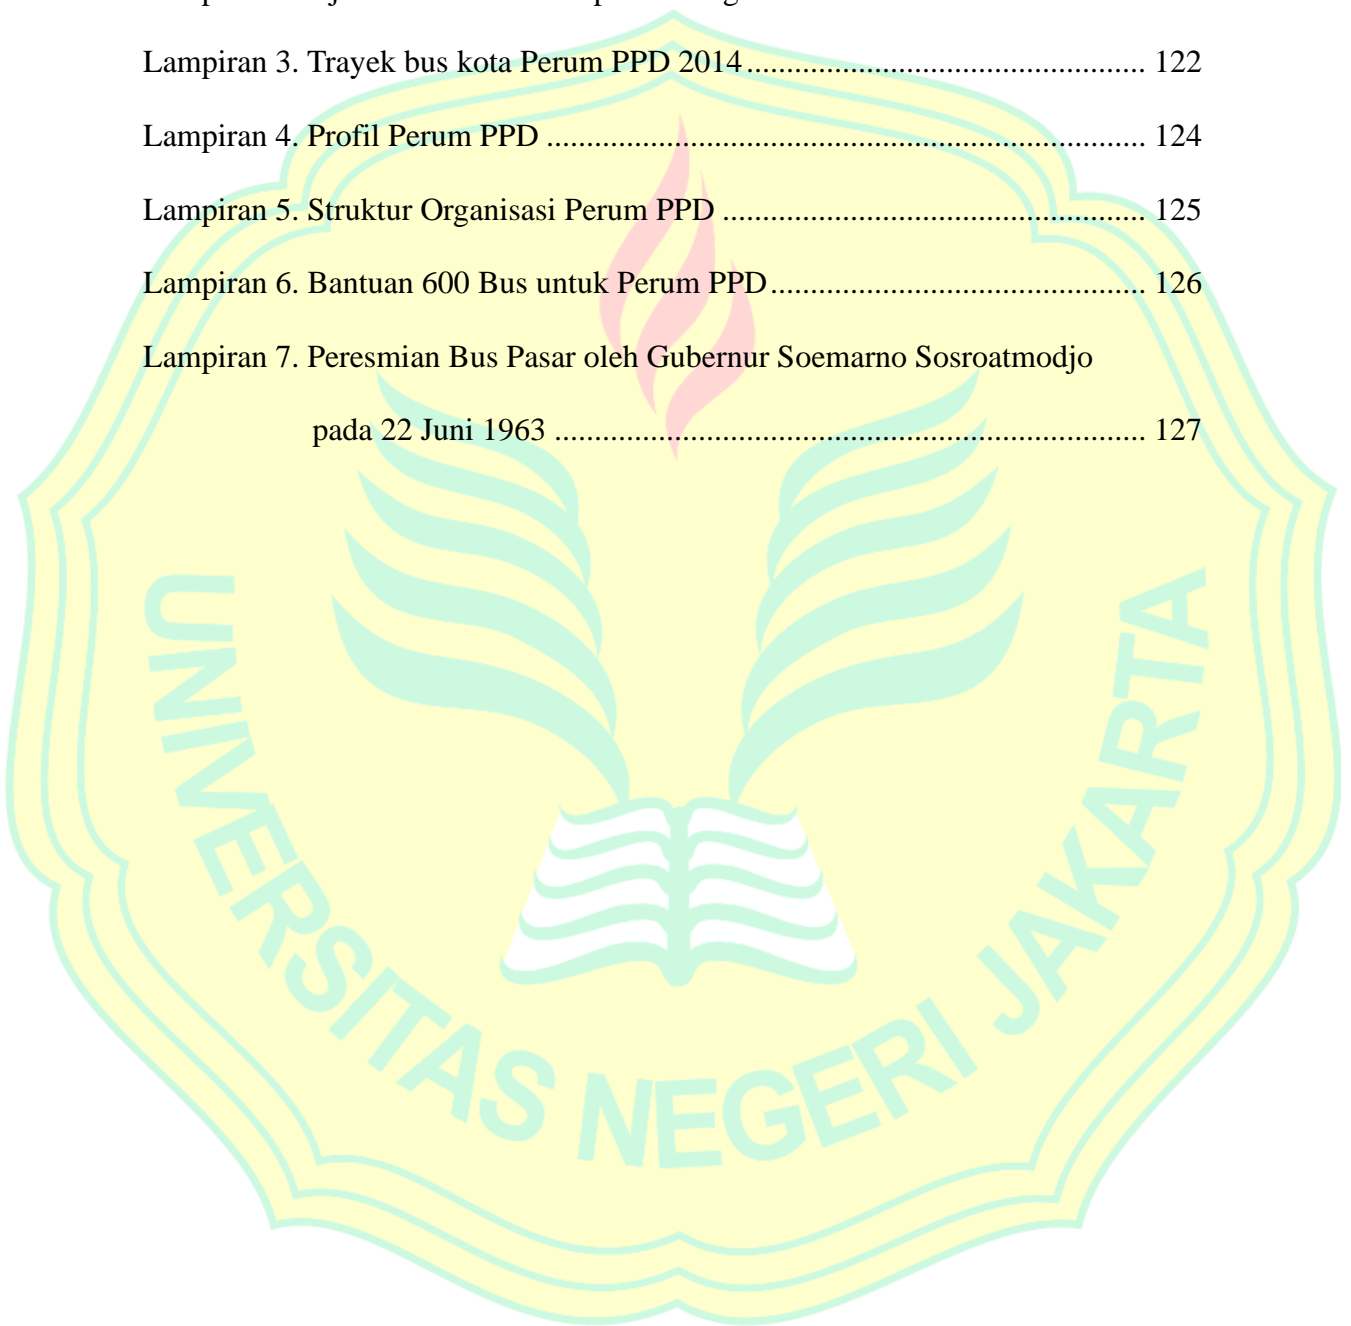 Lampiran 3. Trayek bus kota Perum PPD 2014.................................................. 122
Lampiran 4. Profil Perum PPD ........................................................................... 124
Lampiran 5. Struktur Organisasi Perum PPD ..................................................... 125
Lampiran 6. Bantuan 600 Bus untuk Perum PPD............................................... 126
Lampiran 7. Peresmian Bus Pasar oleh Gubernur Soemarno Sosroatmodjo
pada 22 Juni 1963 .......................................................................... 127
UNIVERSITAS NEGERI JAKARTA